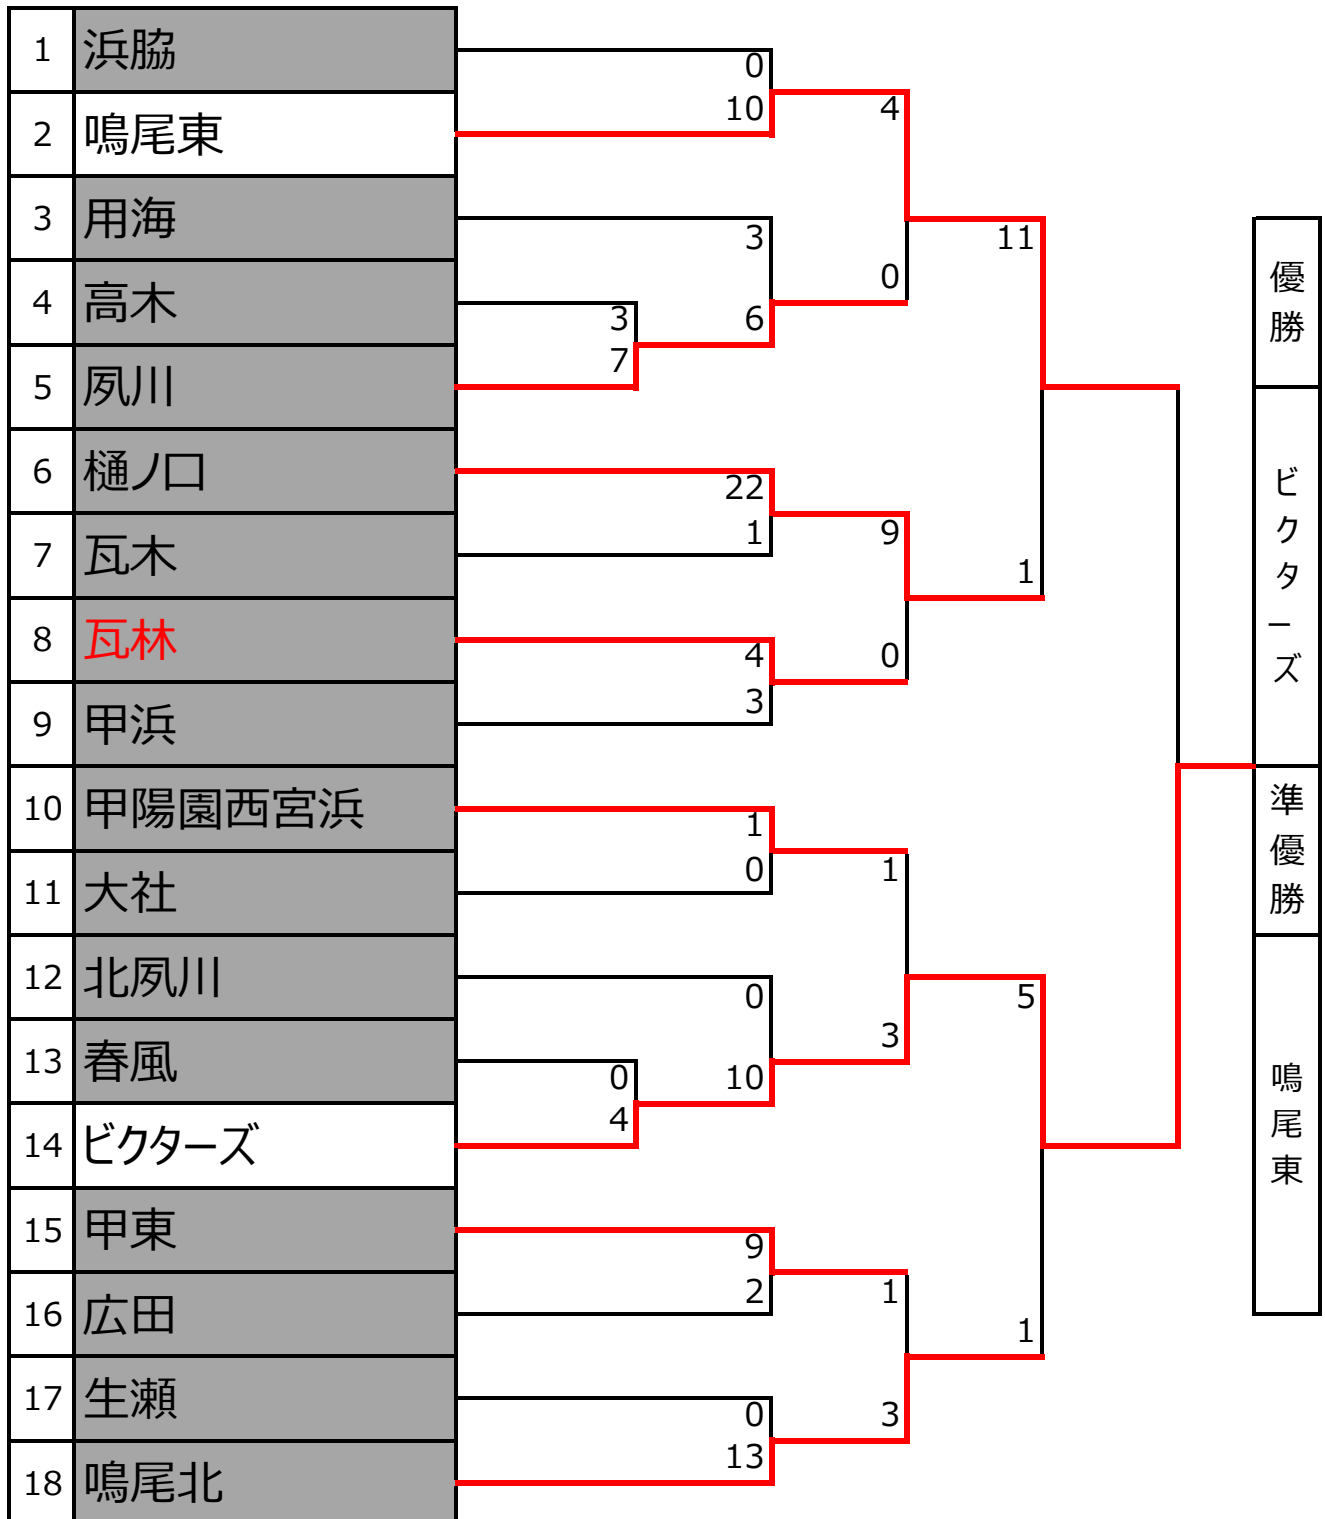 1 浜脇
2 鳴尾東
3 用海
4 高木
5 夙川
6 樋ノ口
7 瓦木
8 瓦林
9 甲浜
10 甲陽園西宮浜
11 大社
12 北夙川
13 春風
14 ビクターズ
15 甲東
16 広田
17 生瀬
18 鳴尾北
3
7
0
4
0
10
3
6
22
1
4
3
1
0
0
10
9
2
0
13
4
0
9
0
1
3
1
3
11
1
5
1
優勝
ビクターズ
準優勝
鳴尾東